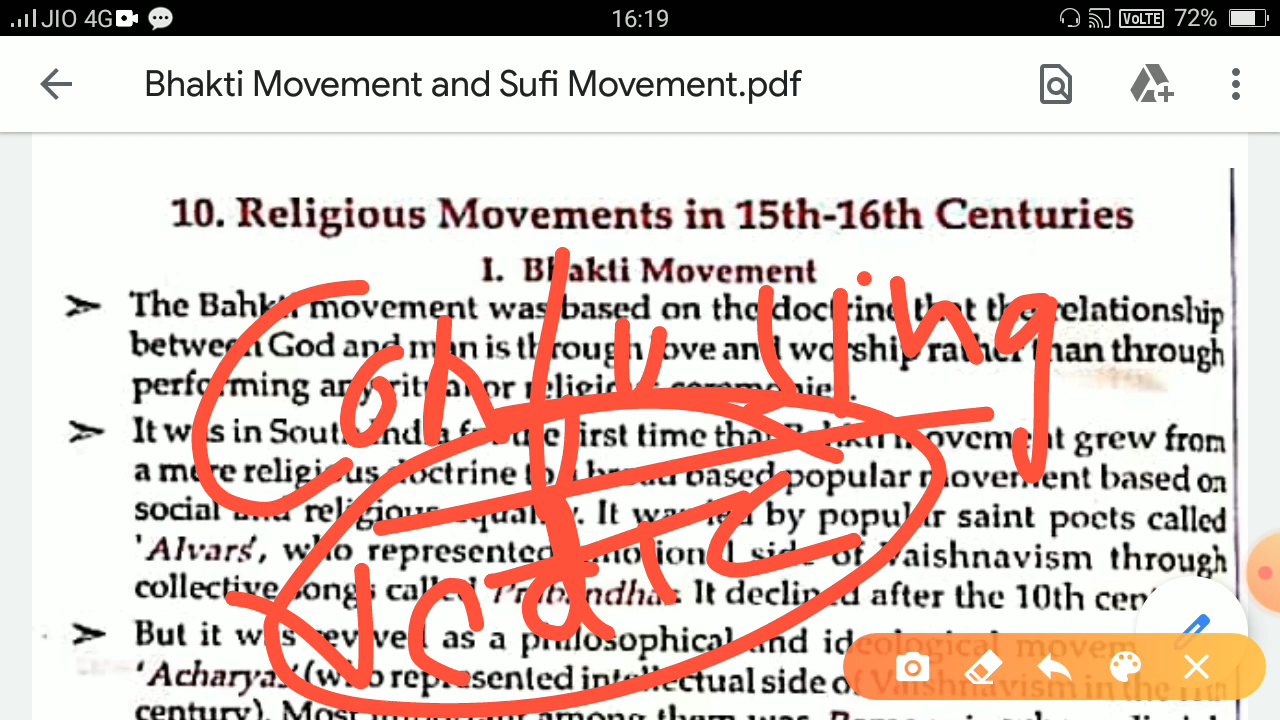 JIO 4G 16:19 VoLTE 72%
Bhakti Movement and Sufi Movement.pdf
10. Religious Movements in 15th-16th Centuries
I. Bhakti Movement
➢ The Bahkti movement was based on the doctrine that the relationship
between God and man is through love and worship rather than through
performing any ritual or religious ceremonies.
➢ It was in South India for the first time that Bahkti movement grew from
a mere religious doctrine to a broad based popular movement based on
social and religious equality. It was led by popular saint poets called
'Alvars', who represented emotional side of Vaishnavism through
collective songs called Prabandhas. It declined after the 10th
➢ But it was revived as a philosophical and ideological
'Acharyas' (who represented intellectual side of Vaishnavism in the 11th
century). Most important among them was